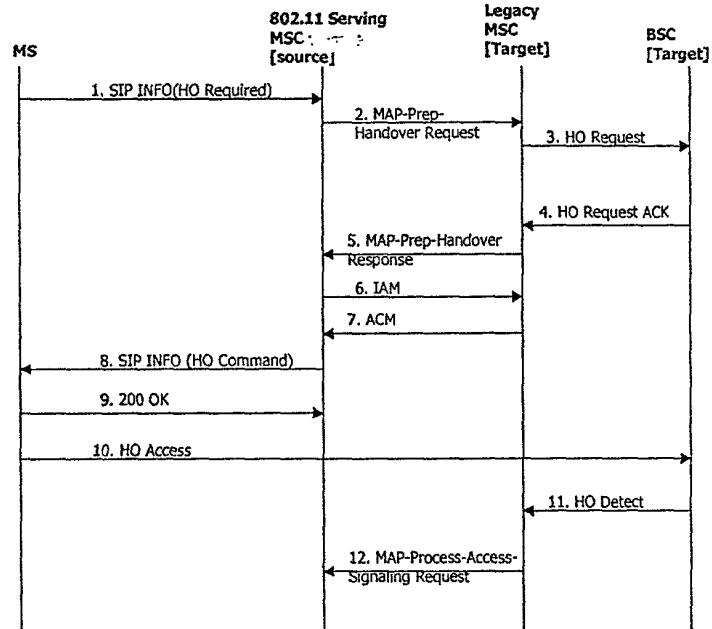 MS
802.11 Serving
MSC
[source]
Legacy
MSC
[Target]
BSC
[Target]
1. SIP INFO(HO Required)
2. MAP-Prep-
Handover Request
3. HO Request
4. HO Request ACK
5. MAP-Prep-Handover
Response
6. IAM
7. ACM
8. SIP INFO (HO Command)
9. 200 OK
10. HO Access
11. HO Detect
12. MAP-Process-Access-
Signaling Request